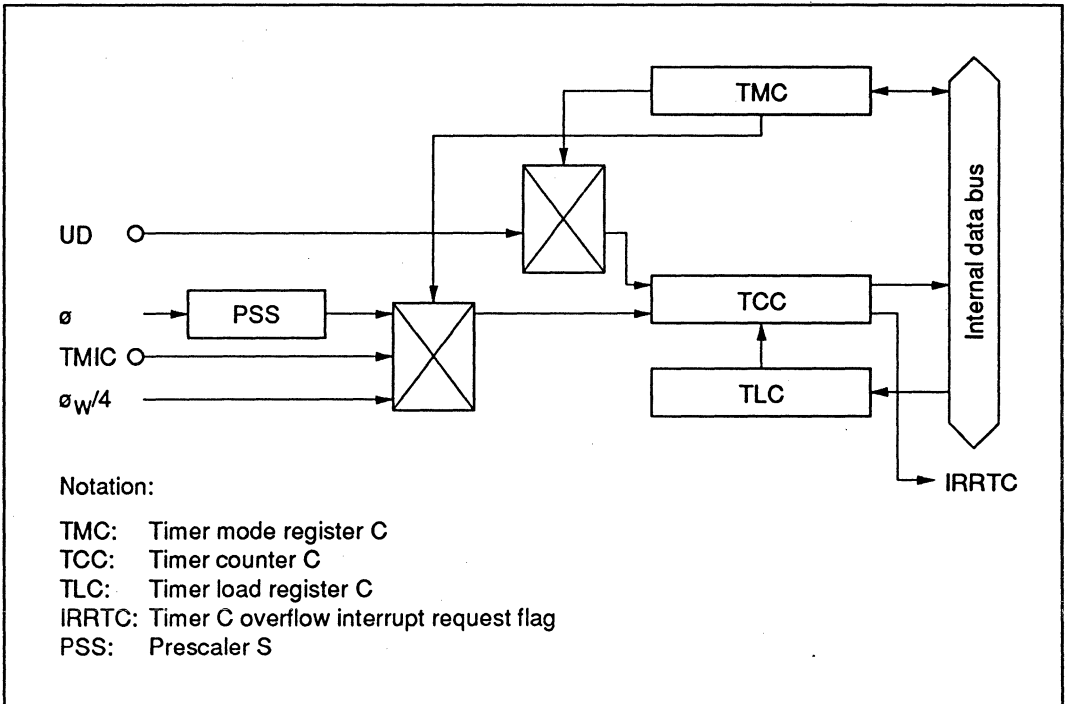 TMC
UD
TCC
Internal data bus
ø
PSS
TMIC
øW/4
TLC
IRRTC
Notation:
TMC: Timer mode register C
TCC: Timer counter C
TLC: Timer load register C
IRRTC: Timer C overflow interrupt request flag
PSS: Prescaler S